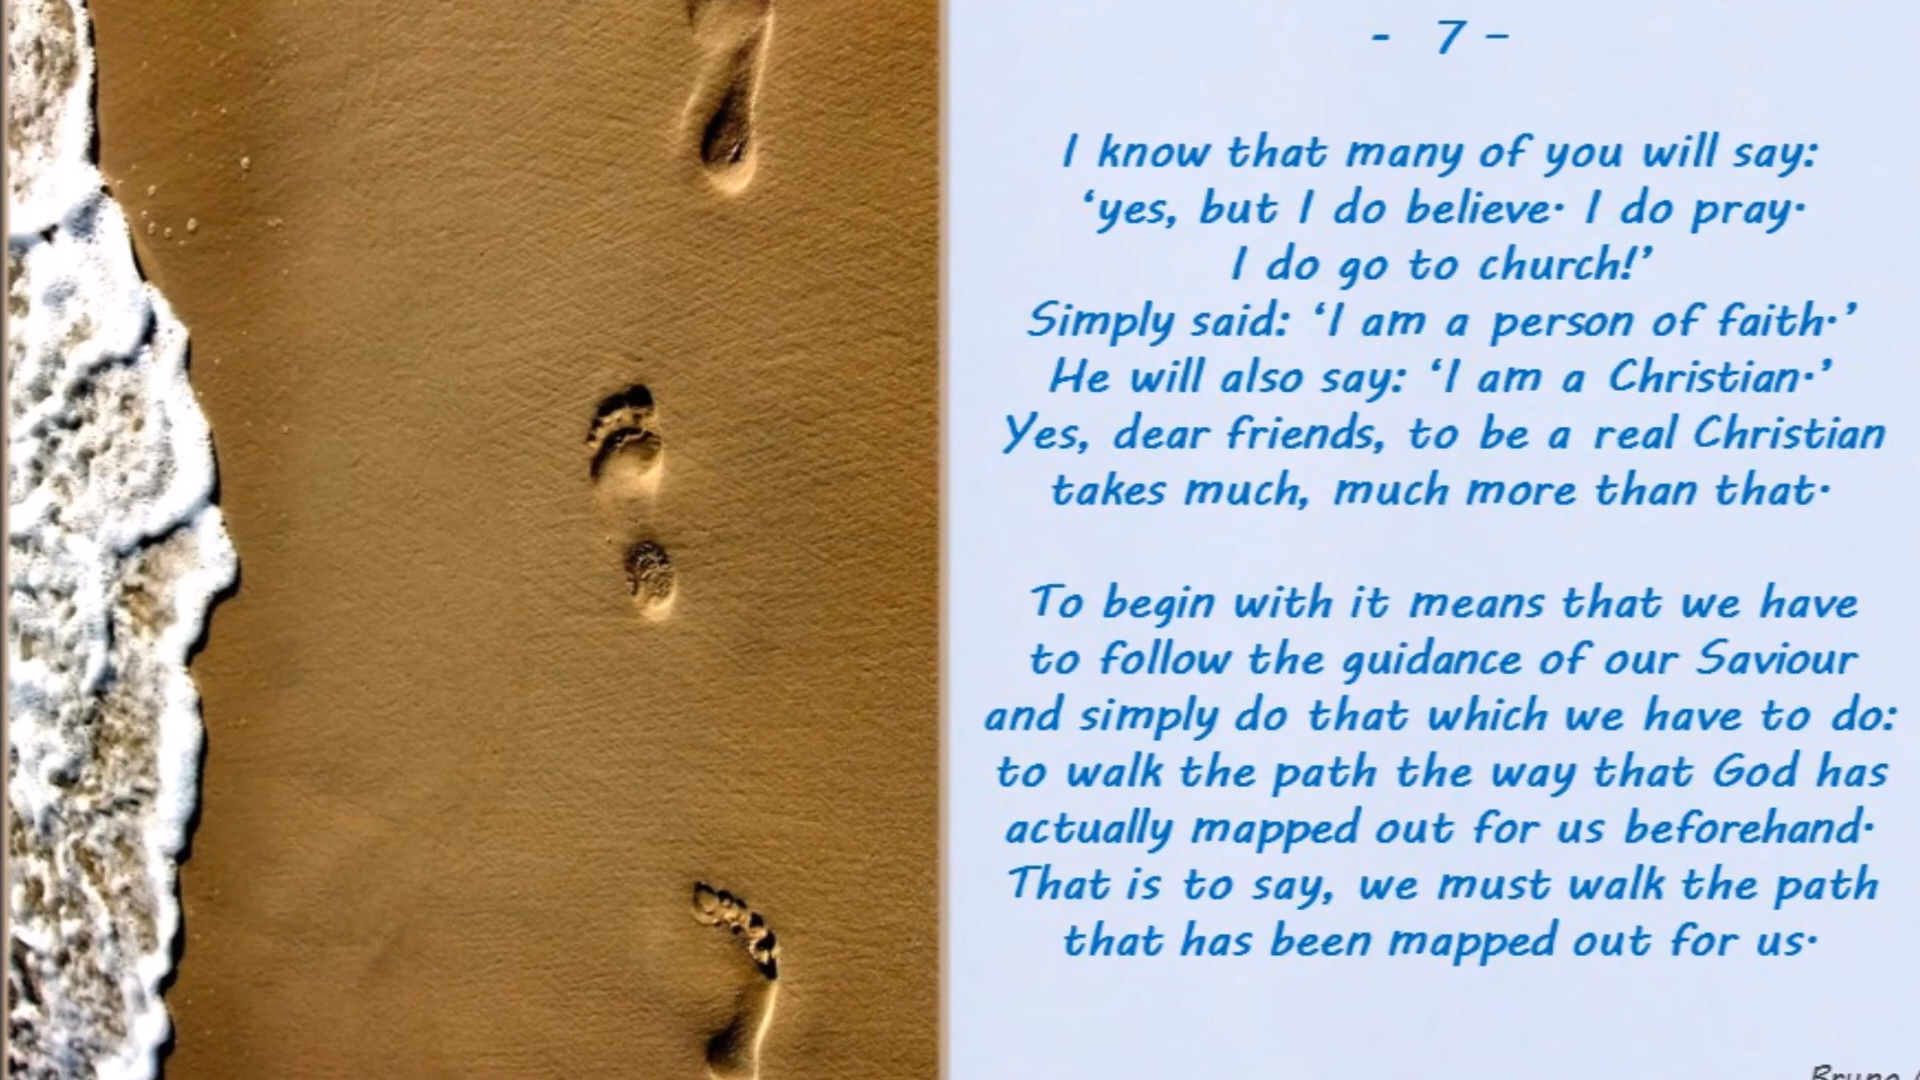 - 7 -
I know that many of you will say:
‘yes, but I do believe. I do pray.
I do go to church!’
Simply said: ‘I am a person of faith.’
He will also say: ‘I am a Christian.’
Yes, dear friends, to be a real Christian
takes much, much more than that.
To begin with it means that we have
to follow the guidance of our Saviour
and simply do that which we have to do:
to walk the path the way that God has
actually mapped out for us beforehand.
That is to say, we must walk the path
that has been mapped out for us.